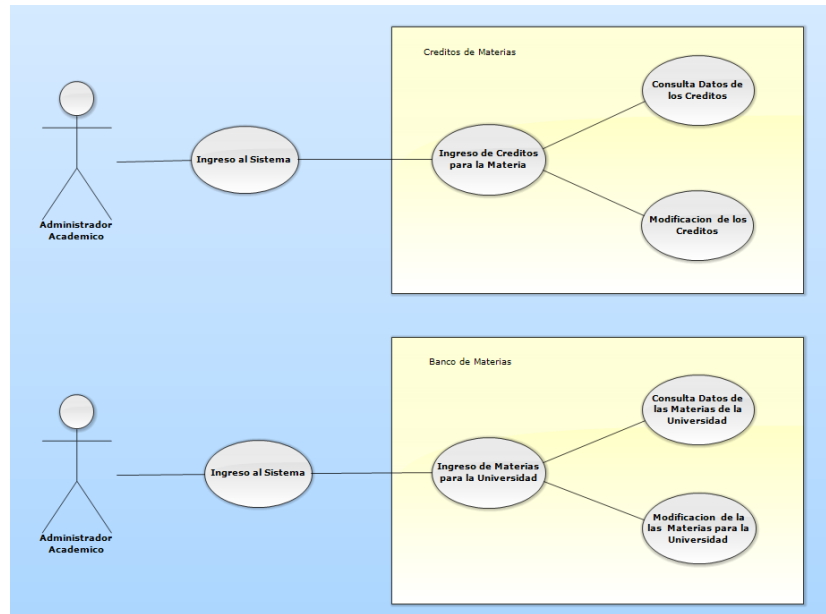 Creditos de Materias
Consulta Datos de
los Creditos
Ingreso al Sistema
Ingreso de Creditos
para la Materia
Modificacion de los
Creditos
Administrador
Academico
Banco de Materias
Consulta Datos de
las Materias de la
Universidad
Ingreso al Sistema
Ingreso de Materias
para la Universidad
Modificacion de la
las Materias para la
Universidad
Administrador
Academico